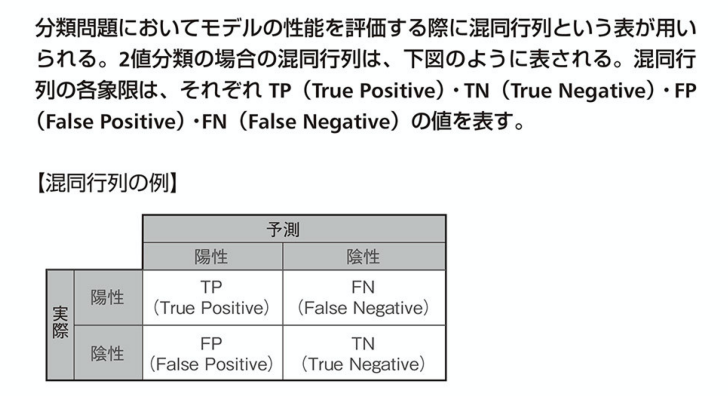 分類問題においてモデルの性能を評価する際に混同行列という表が用い
られる。2値分類の場合の混同行列は、下図のように表される。混同行
列の各象限は、それぞれ TP（True Positive）・TN（True Negative）・FP
（False Positive）・FN（False Negative）の値を表す。
【混同行列の例】
予測
陽性 陰性
実際
陽性 TP FN
（True Positive） （False Negative）
陰性 FP TN
（False Positive） （True Negative）